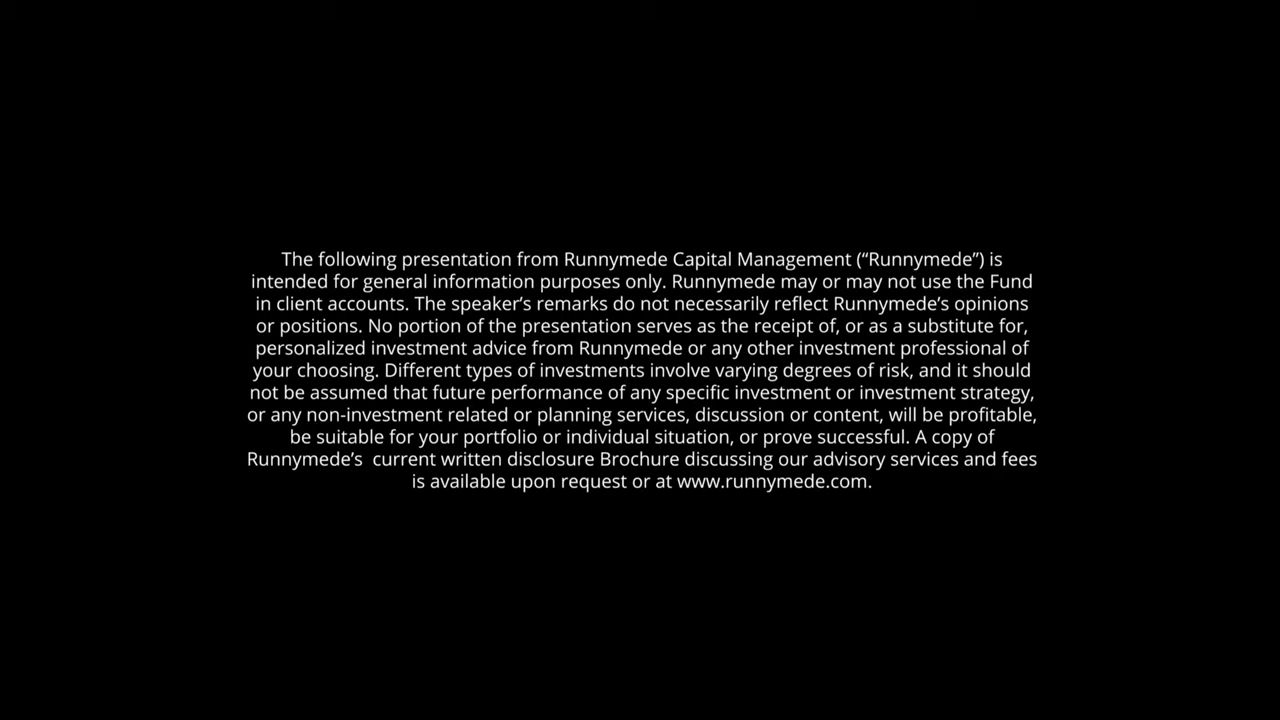 The following presentation from Runnymede Capital Management (“Runnymede”) is
intended for general information purposes only. Runnymede may or may not use the Fund
in client accounts. The speaker’s remarks do not necessarily reflect Runnymede’s opinions
or positions. No portion of the presentation serves as the receipt of, or as a substitute for,
personalized investment advice from Runnymede or any other investment professional of
your choosing. Different types of investments involve varying degrees of risk, and it should
not be assumed that future performance of any specific investment or investment strategy,
or any non-investment related or planning services, discussion or content, will be profitable,
be suitable for your portfolio or individual situation, or prove successful. A copy of
Runnymede’s  current written disclosure Brochure discussing our advisory services and fees
is available upon request or at www.runnymede.com.